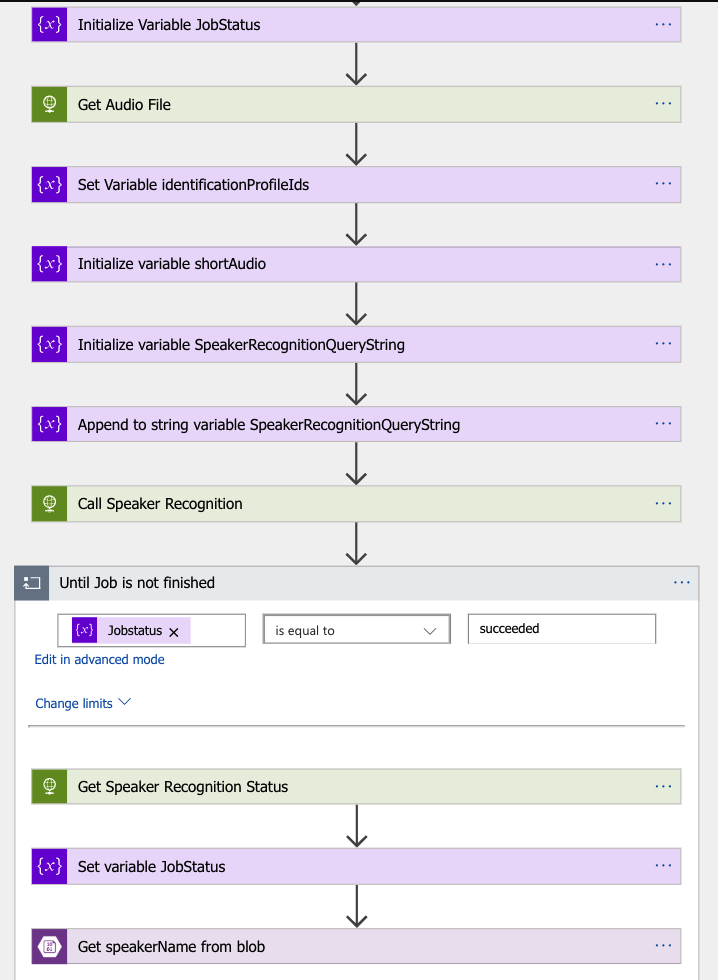 {x} Initialize Variable JobStatus ...
Get Audio File ...
{x} Set Variable identificationProfileIds ...
{x} Initialize variable shortAudio ...
{x} Initialize variable SpeakerRecognitionQueryString ...
{x} Append to string variable SpeakerRecognitionQueryString ...
Call Speaker Recognition ...
Until Job is not finished ...
{x} Jobstatus × is equal to succeeded
Edit in advanced mode
Change limits
Get Speaker Recognition Status ...
{x} Set variable JobStatus ...
Get speakerName from blob ...